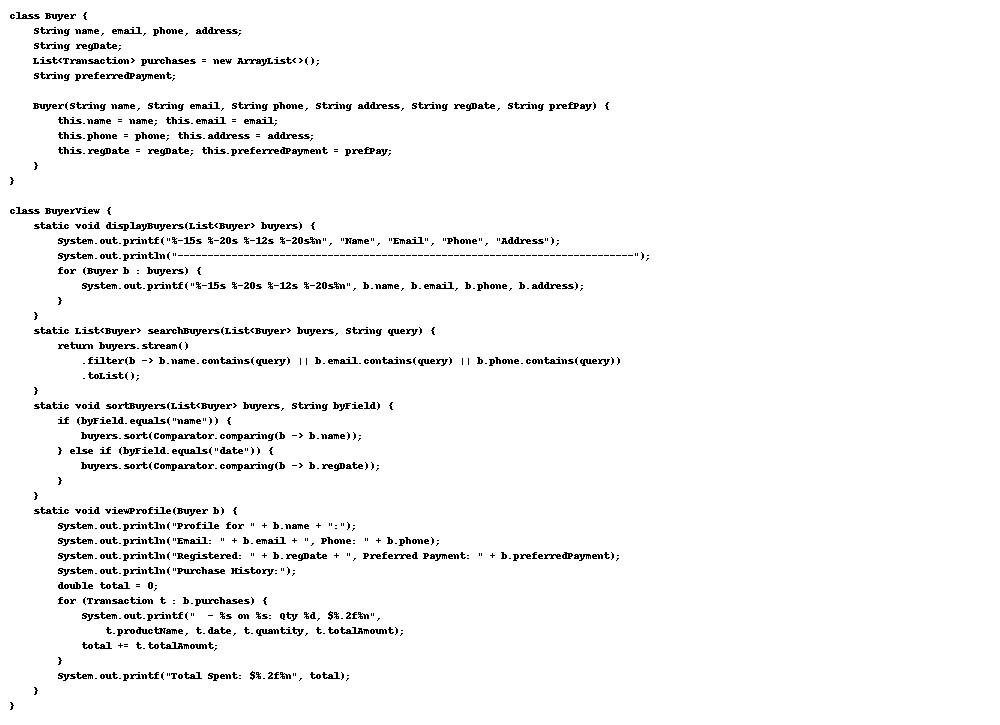 class Buyer {
    String name, email, phone, address;
    String regDate;
    List<Transaction> purchases = new ArrayList<>();
    String preferredPayment;

    Buyer(String name, String email, String phone, String address, String regDate, String prefPay) {
        this.name = name; this.email = email;
        this.phone = phone; this.address = address;
        this.regDate = regDate; this.preferredPayment = prefPay;
    }
}

class BuyerView {
    static void displayBuyers(List<Buyer> buyers) {
        System.out.printf("%-15s %-20s %-12s %-20s%n", "Name", "Email", "Phone", "Address");
        System.out.println("----------------------------------------------------------------------------");
        for (Buyer b : buyers) {
            System.out.printf("%-15s %-20s %-12s %-20s%n", b.name, b.email, b.phone, b.address);
        }
    }
    static List<Buyer> searchBuyers(List<Buyer> buyers, String query) {
        return buyers.stream()
            .filter(b -> b.name.contains(query) || b.email.contains(query) || b.phone.contains(query))
            .toList();
    }
    static void sortBuyers(List<Buyer> buyers, String byField) {
        if (byField.equals("name")) {
            buyers.sort(Comparator.comparing(b -> b.name));
        } else if (byField.equals("date")) {
            buyers.sort(Comparator.comparing(b -> b.regDate));
        }
    }
    static void viewProfile(Buyer b) {
        System.out.println("Profile for " + b.name + ":");
        System.out.println("Email: " + b.email + ", Phone: " + b.phone);
        System.out.println("Registered: " + b.regDate + ", Preferred Payment: " + b.preferredPayment);
        System.out.println("Purchase History:");
        double total = 0;
        for (Transaction t : b.purchases) {
            System.out.printf("  - %s on %s: Qty %d, $%.2f%n",
                t.productName, t.date, t.quantity, t.totalAmount);
            total += t.totalAmount;
        }
        System.out.printf("Total Spent: $%.2f%n", total);
    }
}